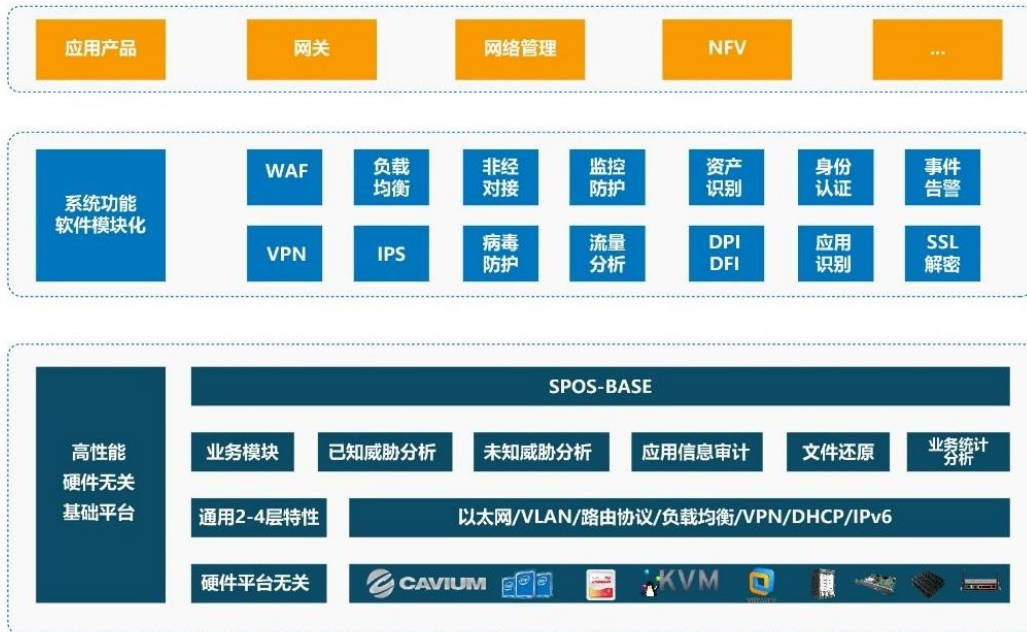 应用产品
网关
网络管理
NFV
...
系统功能
软件模块化
WAF
负载
均衡
非经
对接
监控
防护
资产
识别
身份
认证
事件
告警
VPN
IPS
病毒
防护
流量
分析
DPI
DFI
应用
识别
SSL
解密
高性能
硬件无关
基础平台
SPOS-BASE
业务模块
已知威胁分析
未知威胁分析
应用信息审计
文件还原
业务统计
分析
通用2-4层特性
以太网/VLAN/路由协议/负载均衡/VPN/DHCP/IPv6
硬件平台无关
CAVIUM
KVM